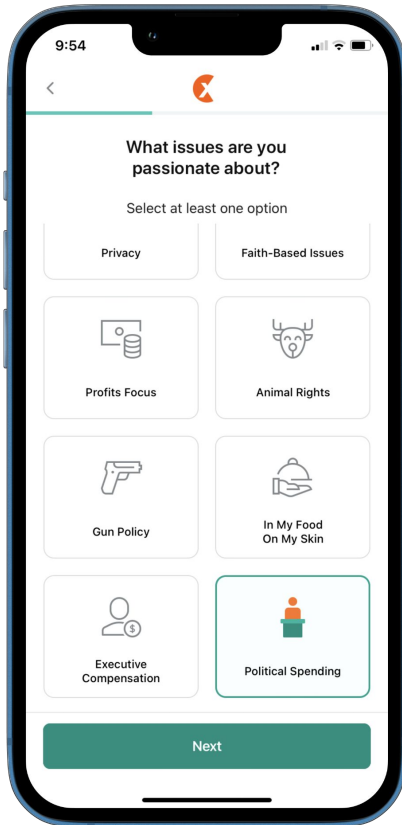 9:54
What issues are you
passionate about?
Select at least one option
Privacy
Faith-Based Issues
Profits Focus
Animal Rights
Gun Policy
In My Food
On My Skin
Executive
Compensation
$
Political Spending
Next